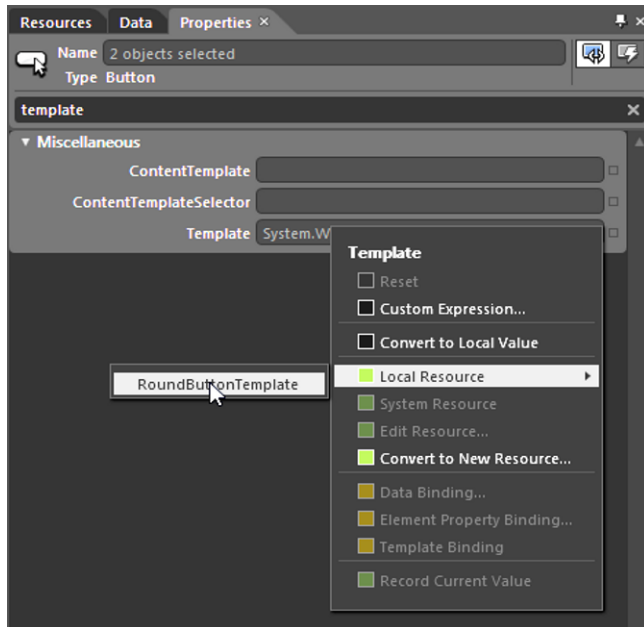 Resources Data Properties ×
Name 2 objects selected
Type Button
template
Miscellaneous
ContentTemplate
ContentTemplateSelector
Template System.W
Template
Reset
Custom Expression...
Convert to Local Value
Local Resource
RoundButtonTemplate
System Resource
Edit Resource...
Convert to New Resource...
Data Binding...
Element Property Binding...
Template Binding
Record Current Value